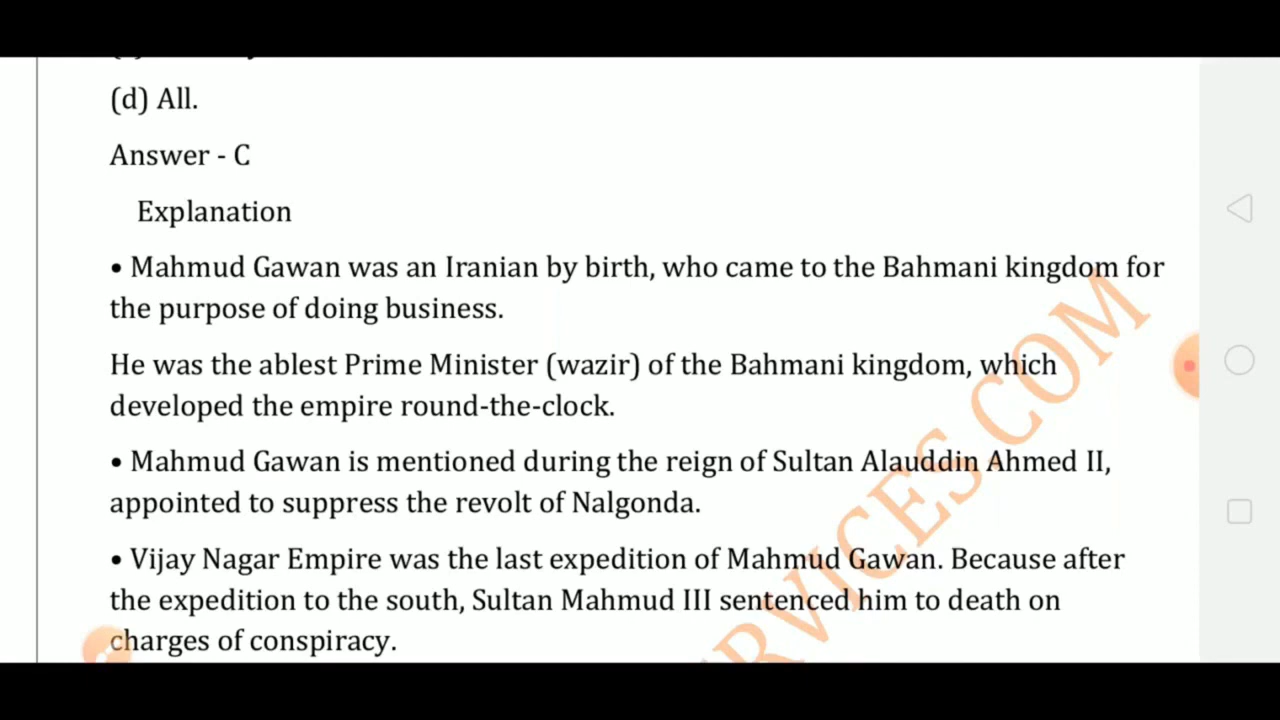 (d) All.
Answer - C
Explanation
• Mahmud Gawan was an Iranian by birth, who came to the Bahmani kingdom for
the purpose of doing business.
He was the ablest Prime Minister (wazir) of the Bahmani kingdom, which
developed the empire round-the-clock.
• Mahmud Gawan is mentioned during the reign of Sultan Alauddin Ahmed II,
appointed to suppress the revolt of Nalgonda.
• Vijay Nagar Empire was the last expedition of Mahmud Gawan. Because after
the expedition to the south, Sultan Mahmud III sentenced him to death on
charges of conspiracy.
RVICES.COM